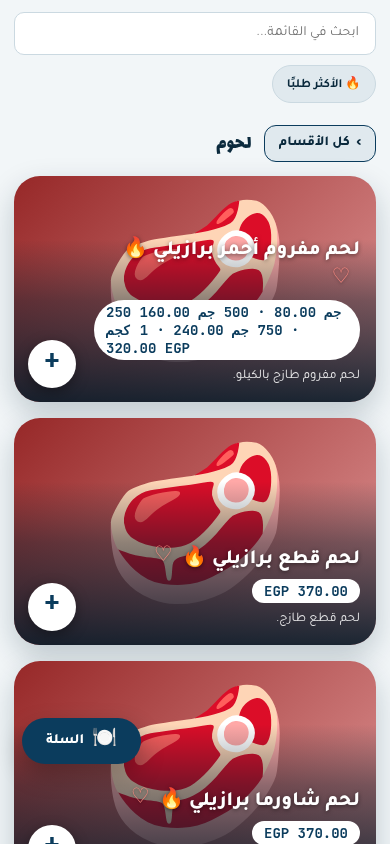 ابحث في القائمة...
🔥 الأكثر طلبًا
‹ كل الأقسام
لحوم
لحم مفروم أحمر برازيلي 🔥
♡
250 جم 80.00 · 500 جم 160.00
· 750 جم 240.00 · 1 كجم
320.00 EGP
لحم مفروم طازج بالكيلو.
+
لحم قطع برازيلي 🔥 ♡
EGP 370.00
لحم قطع طازج.
+
لحم شاورما برازيلي 🔥 ♡
EGP 370.00
+
السلة